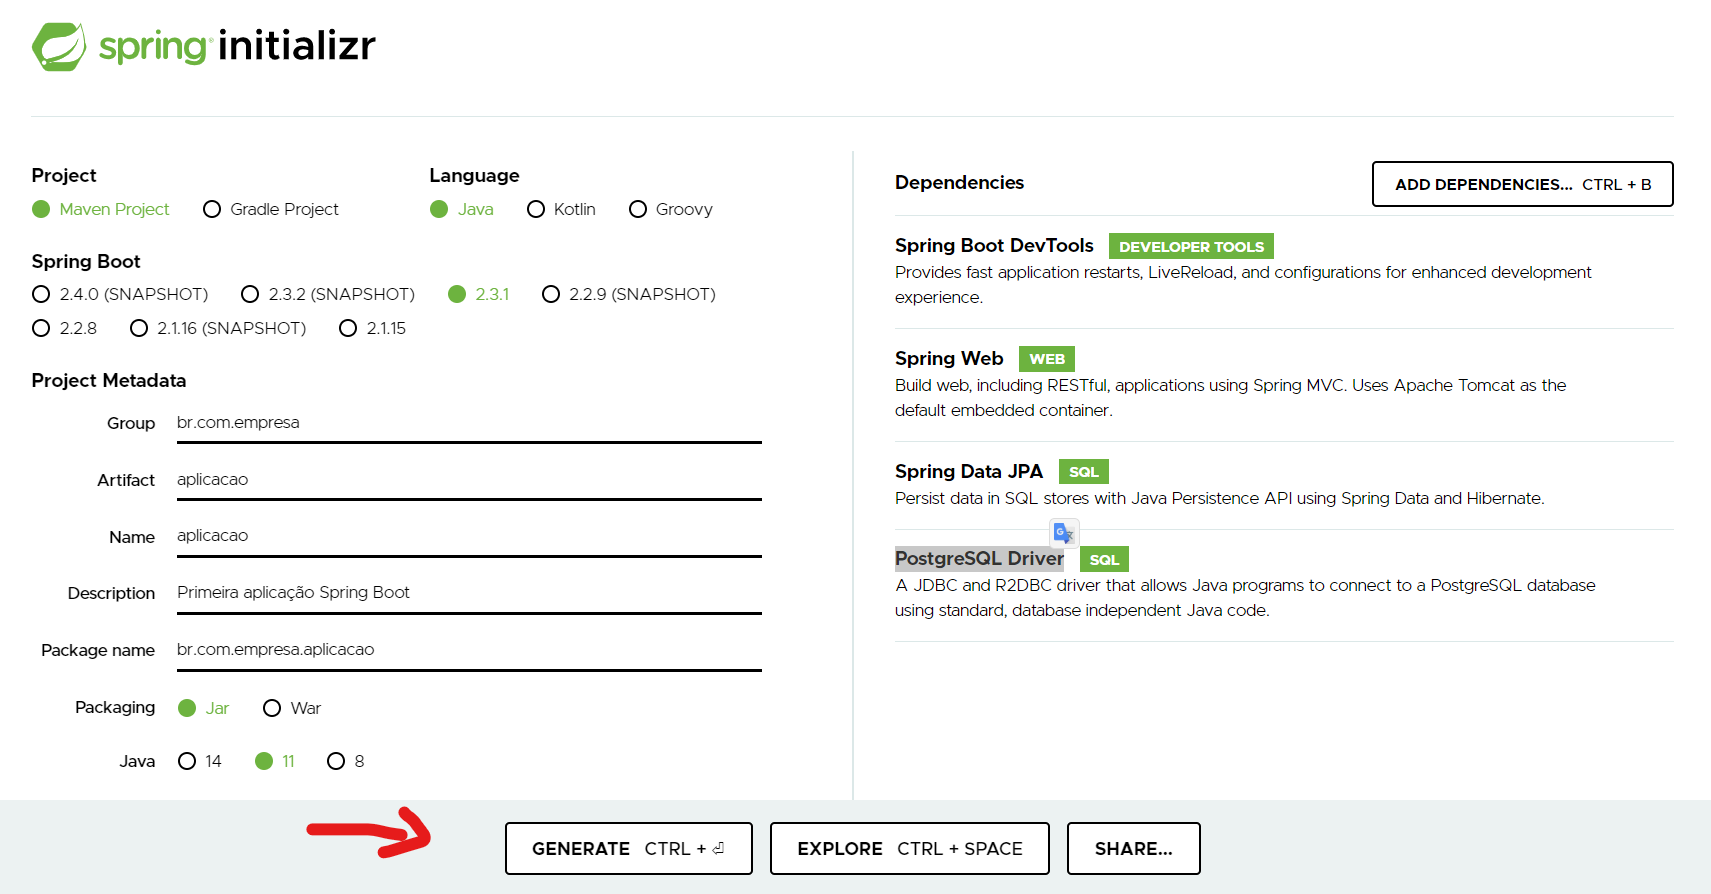 spring initializr
Project
Maven Project Gradle Project
Language
Java Kotlin Groovy
Spring Boot
2.4.0 (SNAPSHOT) 2.3.2 (SNAPSHOT) 2.3.1 2.2.9 (SNAPSHOT)
2.2.8 2.1.16 (SNAPSHOT) 2.1.15
Project Metadata
Group br.com.empresa
Artifact aplicacao
Name aplicacao
Description Primeira aplicação Spring Boot
Package name br.com.empresa.aplicacao
Packaging Jar War
Java 14 11 8
Dependencies
ADD DEPENDENCIES... CTRL + B
Spring Boot DevTools DEVELOPER TOOLS
Provides fast application restarts, LiveReload, and configurations for enhanced development
experience.
Spring Web WEB
Build web, including RESTful, applications using Spring MVC. Uses Apache Tomcat as the
default embedded container.
Spring Data JPA SQL
Persist data in SQL stores with Java Persistence API using Spring Data and Hibernate.
PostgreSQL Driver SQL
A JDBC and R2DBC driver that allows Java programs to connect to a PostgreSQL database
using standard, database independent Java code.
GENERATE CTRL + ⏎
EXPLORE CTRL + SPACE
SHARE...